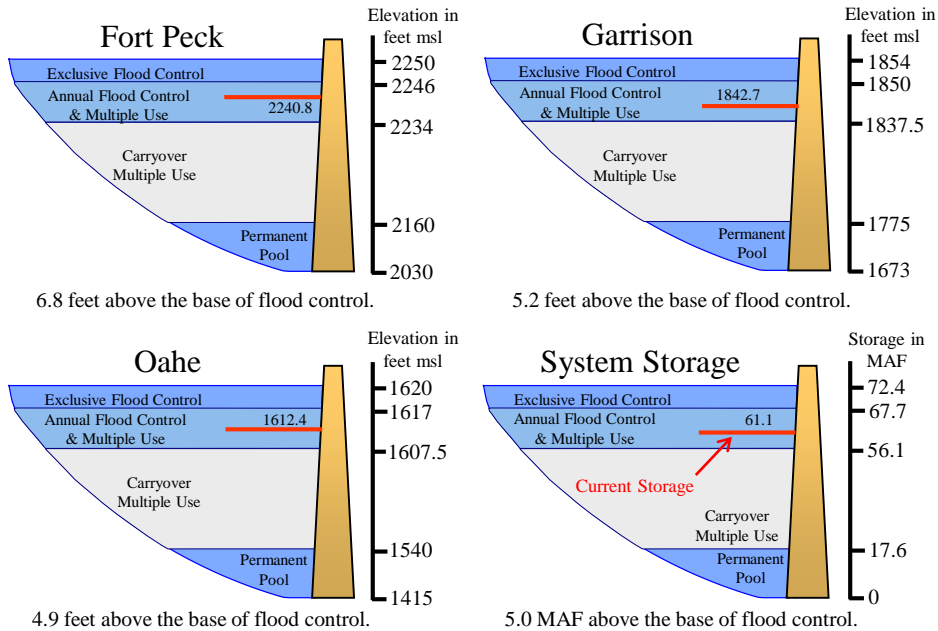 Fort Peck
Elevation in
feet msl
Exclusive Flood Control
Annual Flood Control
& Multiple Use
2240.8
Carryover
Multiple Use
Permanent
Pool
2250
2246
2234
2160
2030
6.8 feet above the base of flood control.
Garrison
Elevation in
feet msl
Exclusive Flood Control
Annual Flood Control
& Multiple Use
1842.7
Carryover
Multiple Use
Permanent
Pool
1854
1850
1837.5
1775
1673
5.2 feet above the base of flood control.
Oahe
Elevation in
feet msl
Exclusive Flood Control
Annual Flood Control
& Multiple Use
1612.4
Carryover
Multiple Use
Permanent
Pool
1620
1617
1607.5
1540
1415
4.9 feet above the base of flood control.
System Storage
Storage in
MAF
Exclusive Flood Control
Annual Flood Control
& Multiple Use
61.1
Current Storage
Carryover
Multiple Use
Permanent
Pool
72.4
67.7
56.1
17.6
0
5.0 MAF above the base of flood control.